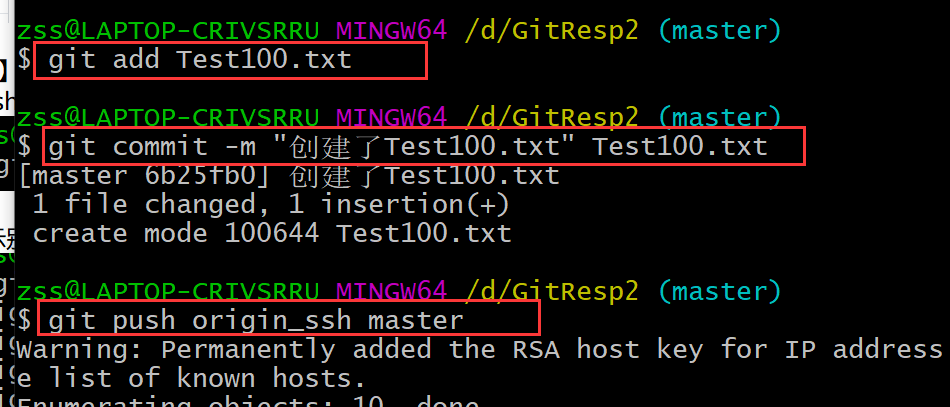 zss@LAPTOP-CRIVSRRU MINGW64 /d/GitResp2 (master)
$ git add Test100.txt
zss@LAPTOP-CRIVSRRU MINGW64 /d/GitResp2 (master)
$ git commit -m "创建了Test100.txt" Test100.txt
[master 6b25fb0] 创建了Test100.txt
1 file changed, 1 insertion(+)
create mode 100644 Test100.txt
zss@LAPTOP-CRIVSRRU MINGW64 /d/GitResp2 (master)
$ git push origin_ssh master
Warning: Permanently added the RSA host key for IP address
e list of known hosts.
Enumerating objects: 10, done